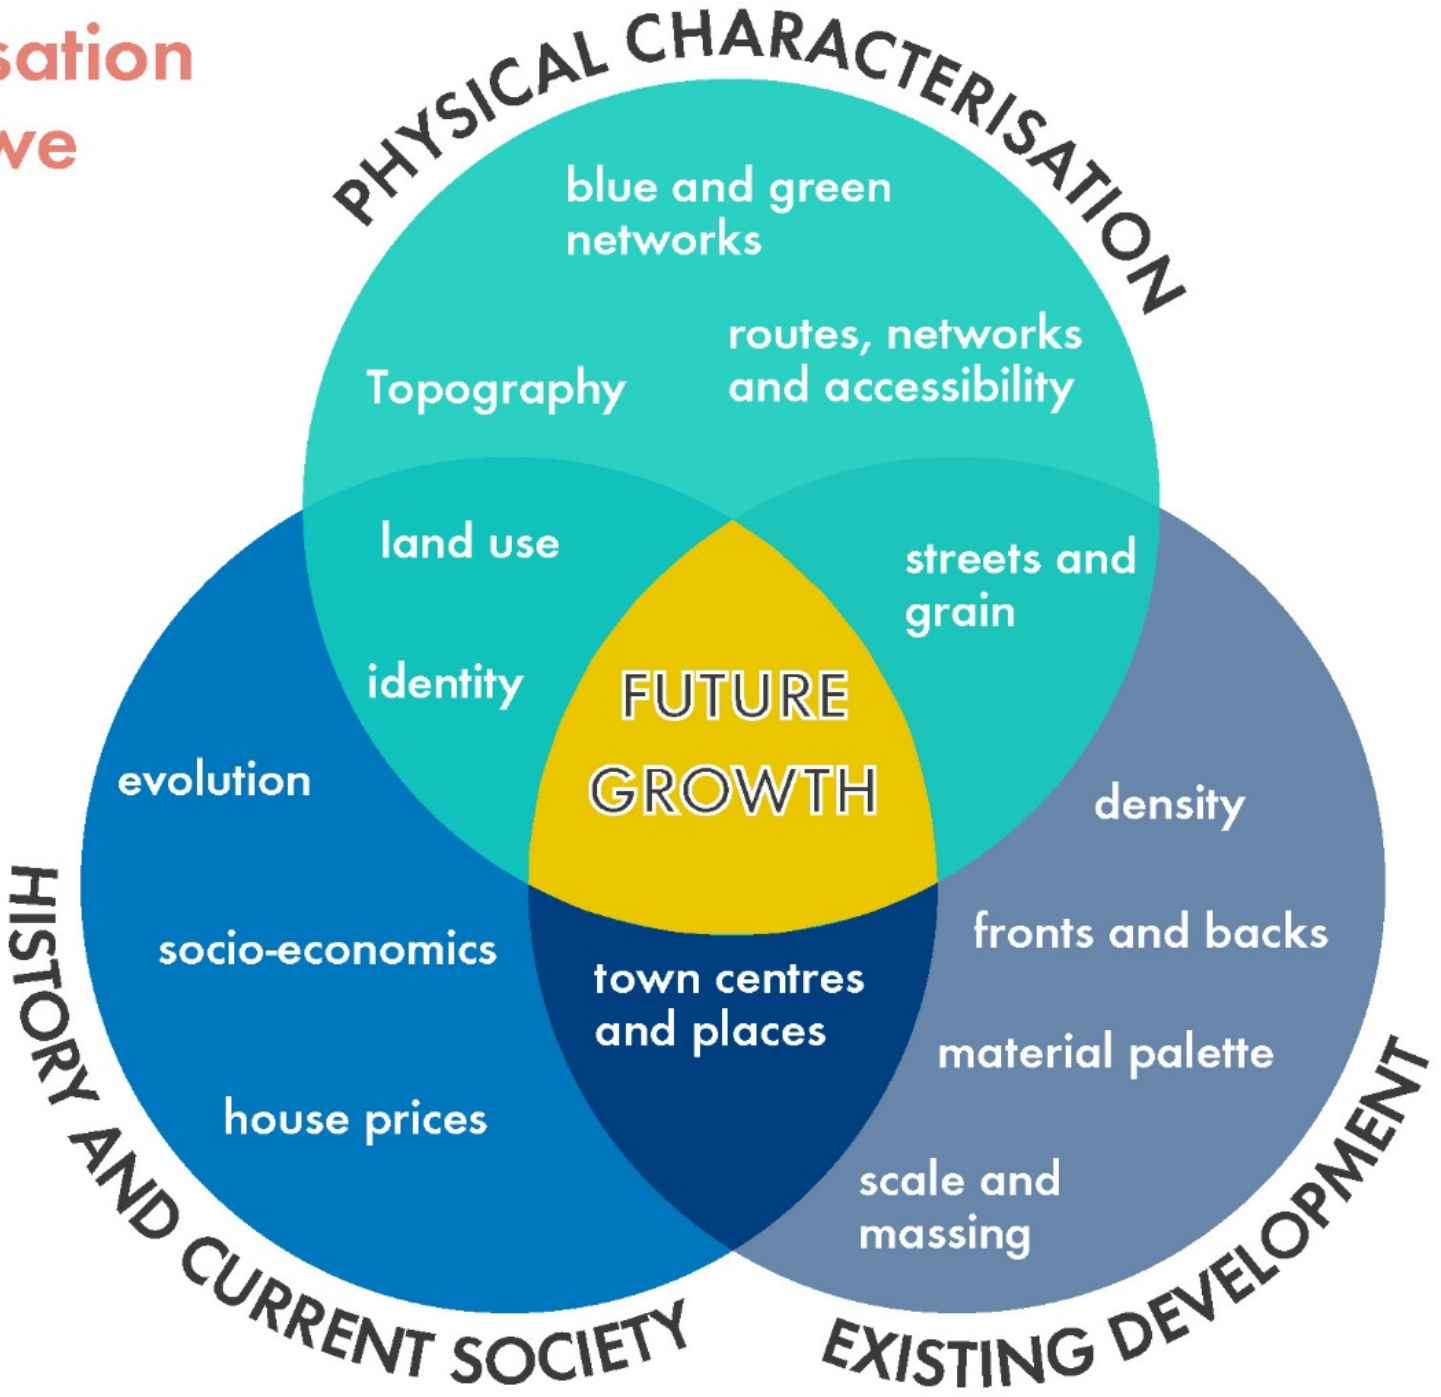 sation
we
PHYSICAL CHARACTERISATION
blue and green
networks
routes, networks
and accessibility
Topography
land use
streets and
grain
identity
FUTURE
GROWTH
evolution
density
socio-economics
fronts and backs
town centres
and places
material palette
house prices
scale and
massing
HISTORY AND CURRENT SOCIETY
EXISTING DEVELOPMENT